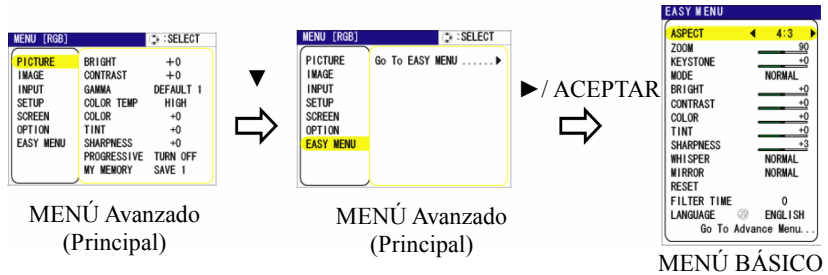 MENU [RGB] :SELECT
PICTURE BRIGHT +0
IMAGE CONTRAST +0
INPUT GAMMA DEFAULT 1
SETUP COLOR TEMP HIGH
SCREEN COLOR +0
OPTION TINT +0
EASY MENU SHARPNESS +0
PROGRESSIVE TURN OFF
MY MEMORY SAVE 1
MENÚ Avanzado
(Principal)
▼
MENU [RGB] :SELECT
PICTURE Go To EASY MENU ......▶
IMAGE
INPUT
SETUP
SCREEN
OPTION
EASY MENU
MENÚ Avanzado
(Principal)
►/ ACEPTAR
EASY MENU
ASPECT ◀ 4:3 ▶
ZOOM 90
KEYSTONE +0
MODE NORMAL
BRIGHT +0
CONTRAST +0
COLOR +0
TINT +0
SHARPNESS +3
WHISPER NORMAL
MIRROR NORMAL
RESET
FILTER TIME 0
LANGUAGE ENGLISH
Go To Advance Menu...
MENÚ BÁSICO